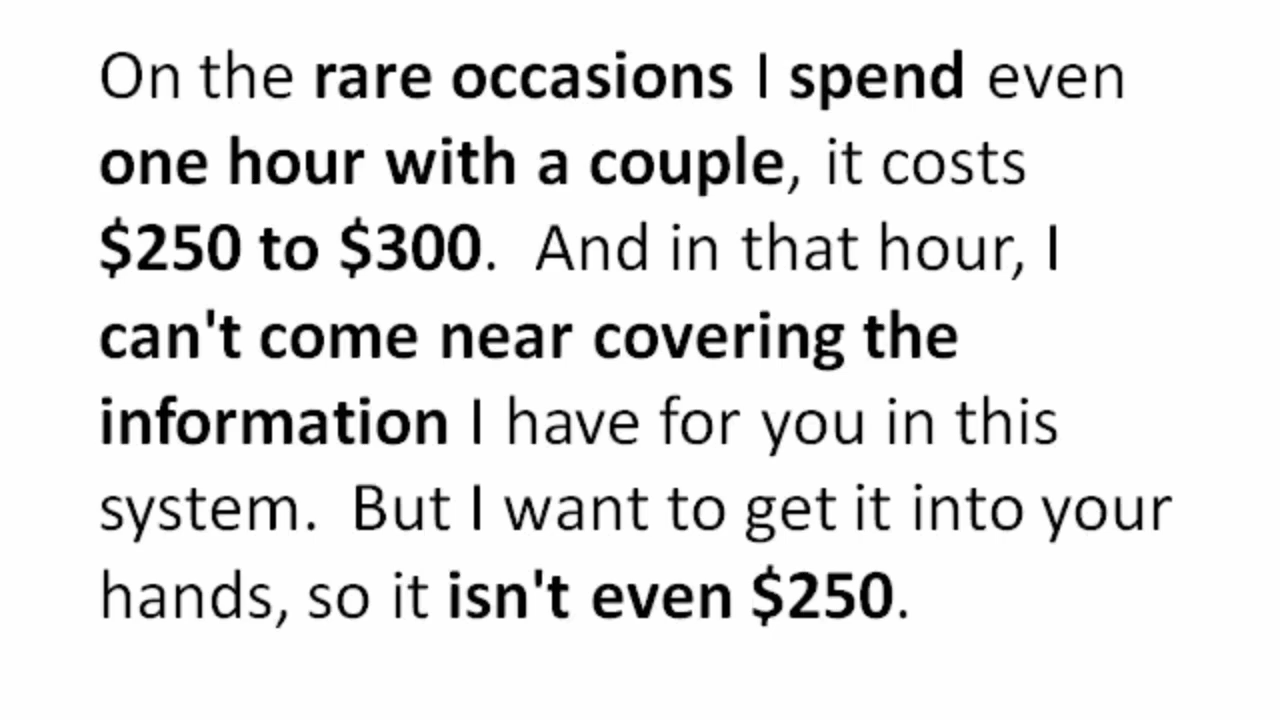 On the rare occasions I spend even
one hour with a couple, it costs
$250 to $300.  And in that hour, I
can't come near covering the
information I have for you in this
system.  But I want to get it into your
hands, so it isn't even $250.